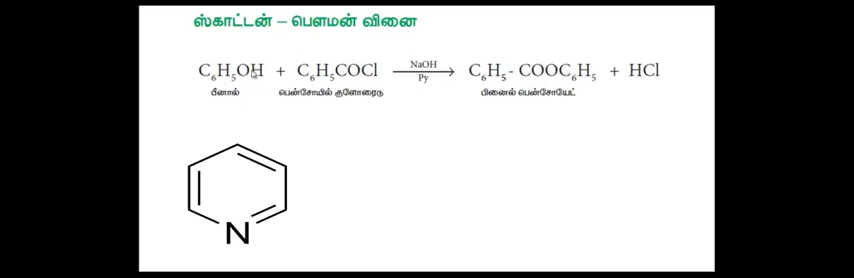 ஸ்காட்டன் – பௌமன் வினை
C₆H₅OH + C₆H₅COCl NaOH Py C₆H₅ - COOC₆H₅ + HCl
பீனால் பென்சோயில் குளோரைடு பினைல் பென்சோயேட்
N